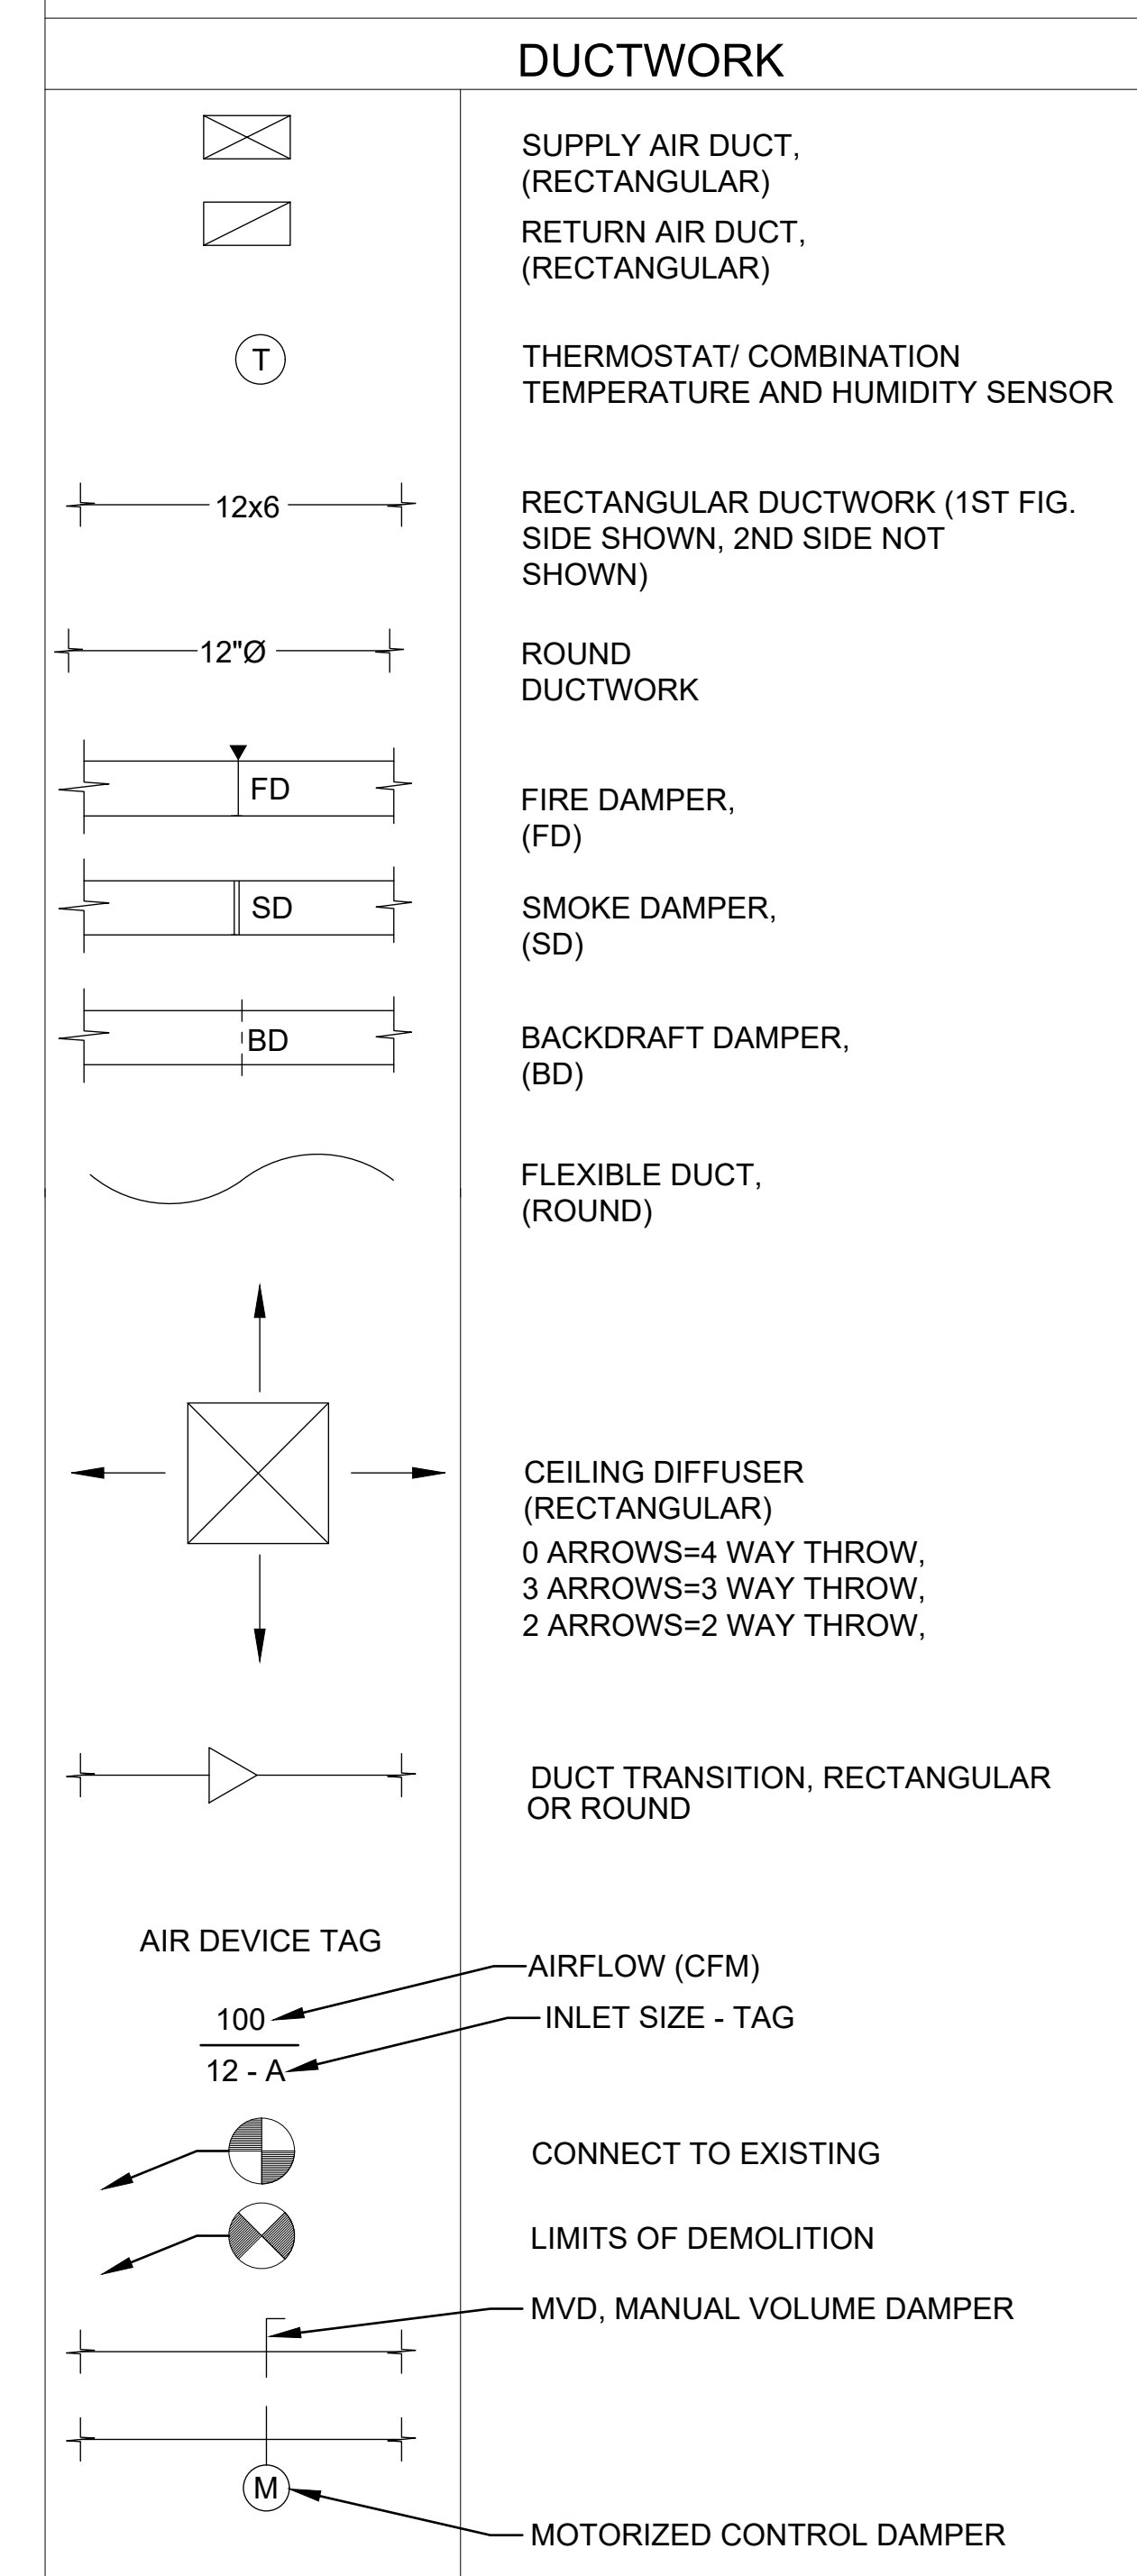 DUCTWORK
SUPPLY AIR DUCT,
(RECTANGULAR)
RETURN AIR DUCT,
(RECTANGULAR)
T
THERMOSTAT/ COMBINATION
TEMPERATURE AND HUMIDITY SENSOR
12x6
RECTANGULAR DUCTWORK (1ST FIG.
SIDE SHOWN, 2ND SIDE NOT
SHOWN)
12"Ø
ROUND
DUCTWORK
FD
FIRE DAMPER,
(FD)
SD
SMOKE DAMPER,
(SD)
BD
BACKDRAFT DAMPER,
(BD)
FLEXIBLE DUCT,
(ROUND)
CEILING DIFFUSER
(RECTANGULAR)
0 ARROWS=4 WAY THROW,
3 ARROWS=3 WAY THROW,
2 ARROWS=2 WAY THROW,
DUCT TRANSITION, RECTANGULAR
OR ROUND
AIR DEVICE TAG
AIRFLOW (CFM)
100
INLET SIZE - TAG
12 - A
CONNECT TO EXISTING
LIMITS OF DEMOLITION
MVD, MANUAL VOLUME DAMPER
M
MOTORIZED CONTROL DAMPER